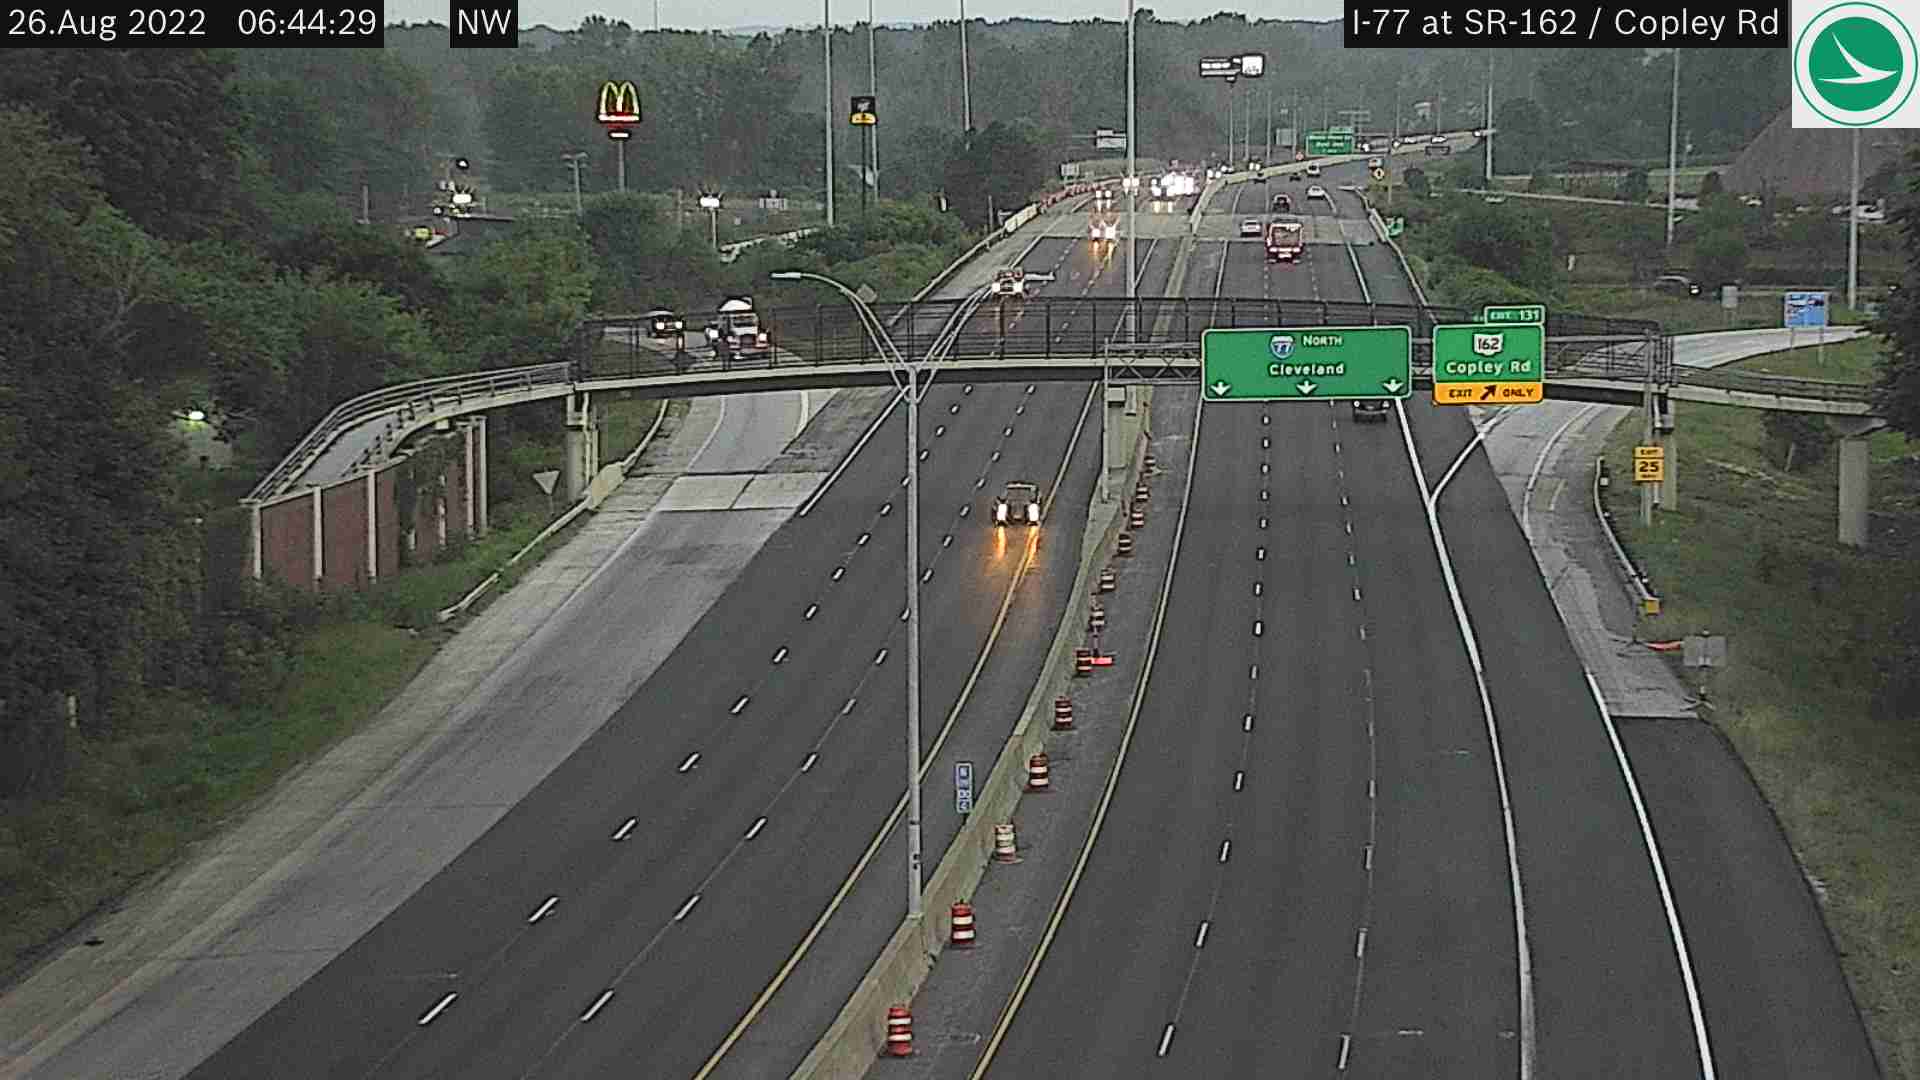 26.Aug 2022 06:44:29
NW
I-77 at SR-162 / Copley Rd
77 NORTH
Cleveland
EXIT 131
162
Copley Rd
EXIT ONLY
EXIT
25